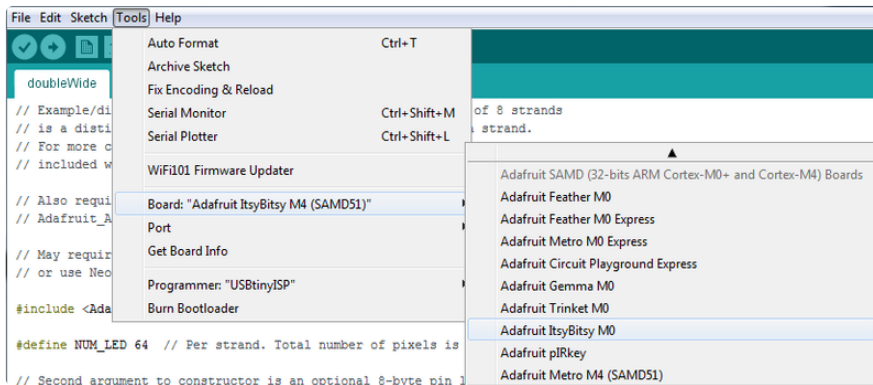 File Edit Sketch Tools Help
Auto Format Ctrl+T
Archive Sketch
Fix Encoding & Reload
Serial Monitor Ctrl+Shift+M
Serial Plotter Ctrl+Shift+L
WiFi101 Firmware Updater
Board: "Adafruit ItsyBitsy M4 (SAMD51)"
Port
Get Board Info
Programmer: "USBtinyISP"
Burn Bootloader
Adafruit SAMD (32-bits ARM Cortex-M0+ and Cortex-M4) Boards
Adafruit Feather M0
Adafruit Feather M0 Express
Adafruit Metro M0 Express
Adafruit Circuit Playground Express
Adafruit Gemma M0
Adafruit Trinket M0
Adafruit ItsyBitsy M0
Adafruit pIRkey
Adafruit Metro M4 (SAMD51)
doubleWide
// Example/di of 8 strands
// is a disti strand.
// For more c
// included w
// Also requi
// Adafruit_A
// May requir
// or use Neo
#include <Ada
#define NUM_LED 64 // Per strand. Total number of pixels is
// Second argument to constructor is an optional 8-byte pin l